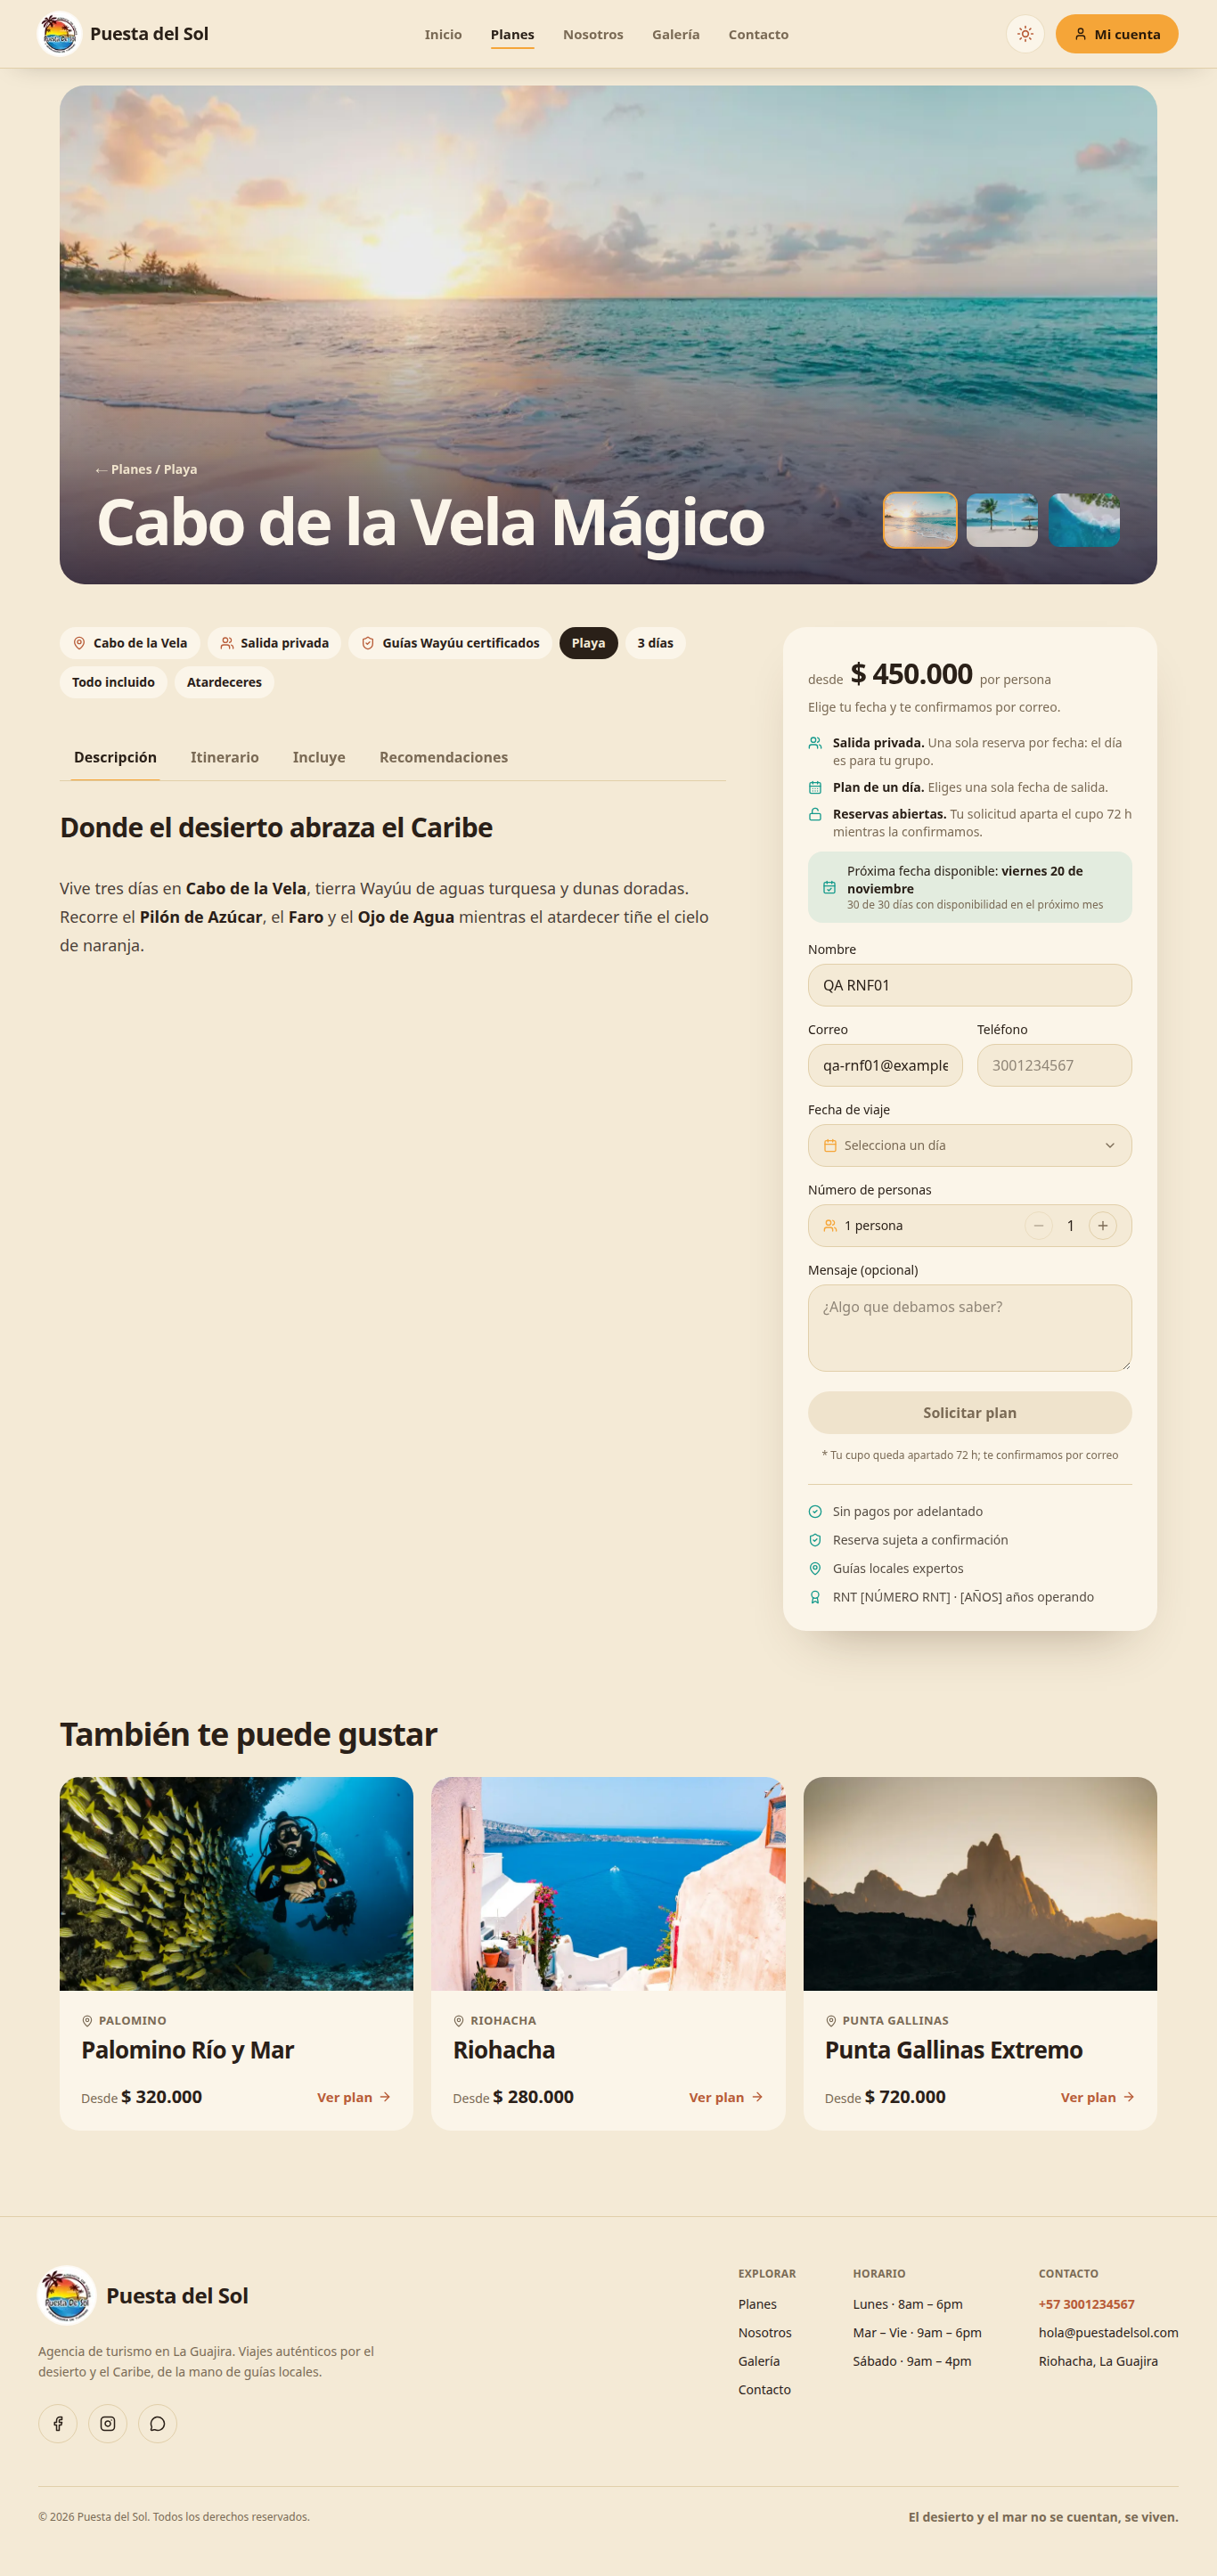 Puesta del Sol
Inicio
Planes
Nosotros
Galería
Contacto
Mi cuenta
← Planes / Playa
Cabo de la Vela Mágico
Cabo de la Vela
Salida privada
Guías Wayúu certificados
Playa
3 días
Todo incluido
Atardeceres
Descripción
Itinerario
Incluye
Recomendaciones
Donde el desierto abraza el Caribe
Vive tres días en Cabo de la Vela, tierra Wayúu de aguas turquesa y dunas doradas.
Recorre el Pilón de Azúcar, el Faro y el Ojo de Agua mientras el atardecer tiñe el cielo
de naranja.
desde $ 450.000 por persona
Elige tu fecha y te confirmamos por correo.
Salida privada. Una sola reserva por fecha: el día
es para tu grupo.
Plan de un día. Eliges una sola fecha de salida.
Reservas abiertas. Tu solicitud aparta el cupo 72 h
mientras la confirmamos.
Próxima fecha disponible: viernes 20 de
noviembre
30 de 30 días con disponibilidad en el próximo mes
Nombre
QA RNF01
Correo
Teléfono
qa-rnf01@example
3001234567
Fecha de viaje
Selecciona un día
Número de personas
1 persona
1
Mensaje (opcional)
¿Algo que debamos saber?
Solicitar plan
* Tu cupo queda apartado 72 h; te confirmamos por correo
Sin pagos por adelantado
Reserva sujeta a confirmación
Guías locales expertos
RNT [NÚMERO RNT] · [AÑOS] años operando
También te puede gustar
PALOMINO
Palomino Río y Mar
Desde $ 320.000
Ver plan →
RIOHACHA
Riohacha
Desde $ 280.000
Ver plan →
PUNTA GALLINAS
Punta Gallinas Extremo
Desde $ 720.000
Ver plan →
Puesta del Sol
Agencia de turismo en La Guajira. Viajes auténticos por el
desierto y el Caribe, de la mano de guías locales.
EXPLORAR
Planes
Nosotros
Galería
Contacto
HORARIO
Lunes · 8am – 6pm
Mar – Vie · 9am – 6pm
Sábado · 9am – 4pm
CONTACTO
+57 3001234567
hola@puestadelsol.com
Riohacha, La Guajira
© 2026 Puesta del Sol. Todos los derechos reservados.
El desierto y el mar no se cuentan, se viven.